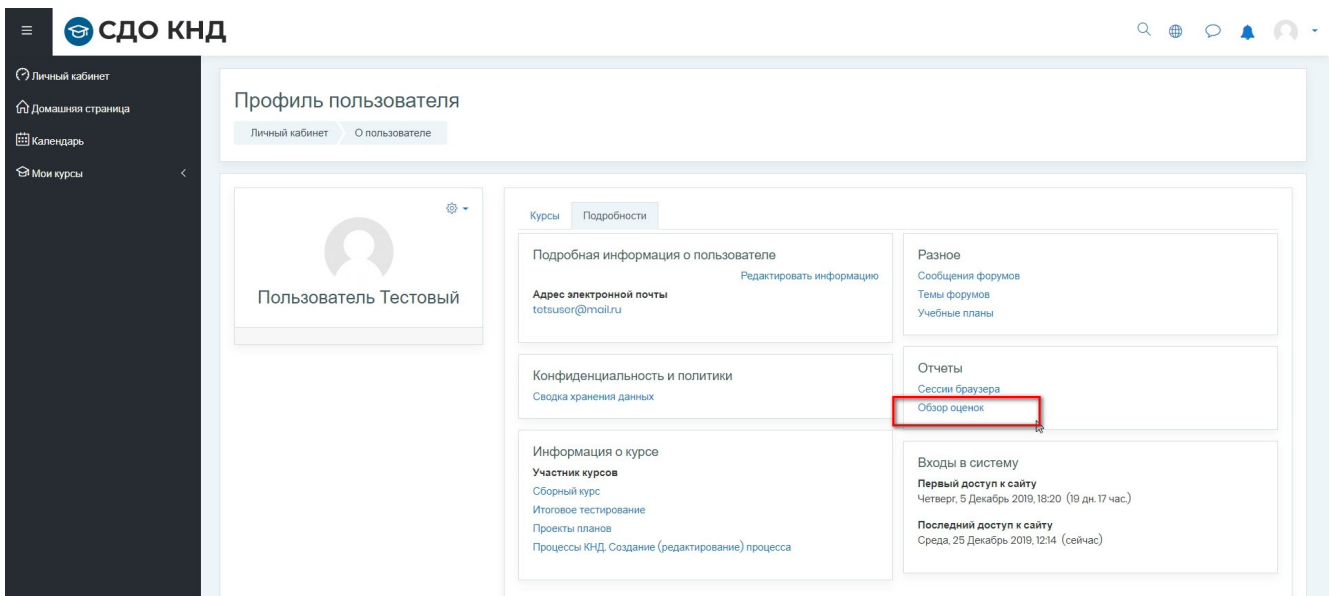 СДО КНД
Личный кабинет
Домашняя страница
Календарь
Мои курсы
Профиль пользователя
Личный кабинет
О пользователе
Пользователь Тестовый
Курсы
Подробности
Подробная информация о пользователе
Редактировать информацию
Адрес электронной почты
tetsuser@mail.ru
Конфиденциальность и политики
Сводка хранения данных
Информация о курсе
Участник курсов
Сборный курс
Итоговое тестирование
Проекты планов
Процессы КНД. Создание (редактирование) процесса
Разное
Сообщения форумов
Темы форумов
Учебные планы
Отчеты
Сессии браузера
Обзор оценок
Входы в систему
Первый доступ к сайту
Четверг, 5 Декабрь 2019, 18:20 (19 дн. 17 час.)
Последний доступ к сайту
Среда, 25 Декабрь 2019, 12:14 (сейчас)